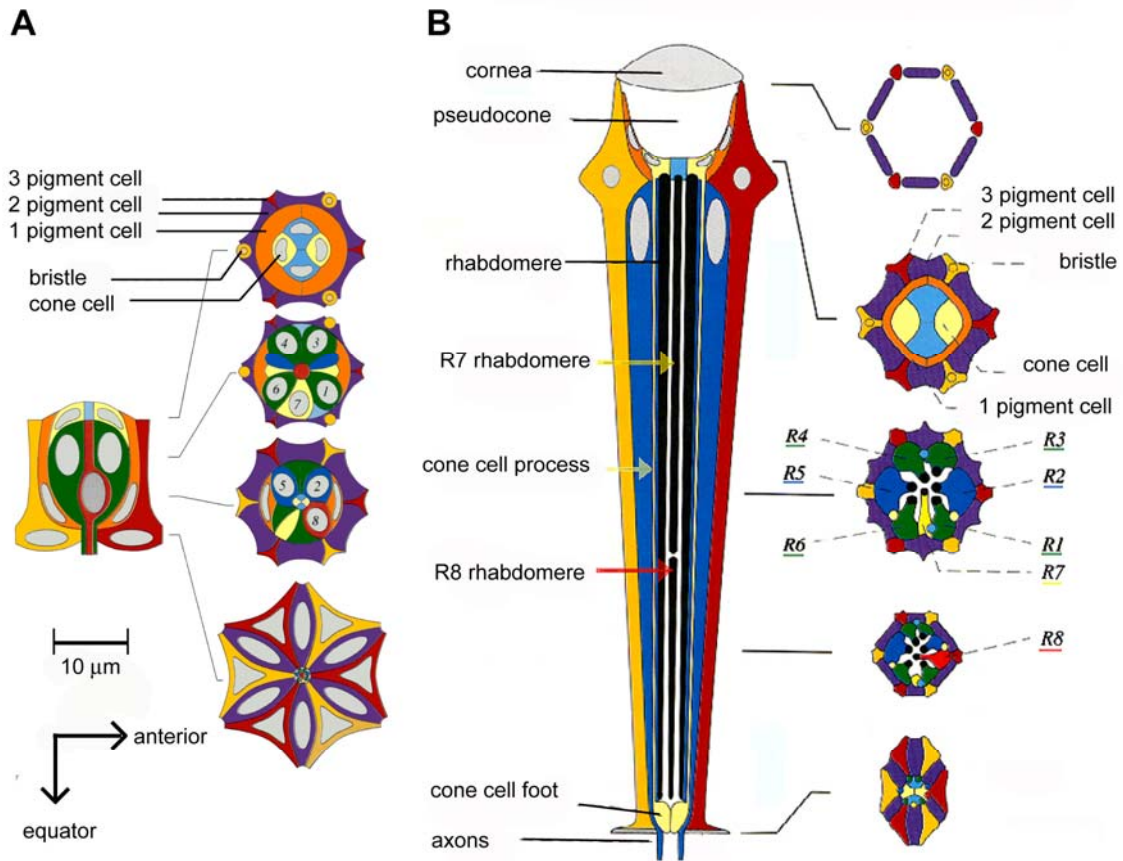 A
3 pigment cell
2 pigment cell
1 pigment cell
bristle
cone cell
4
3
6
1
7
5
2
8
10 μm
anterior
equator
B
cornea
pseudocone
rhabdomere
R7 rhabdomere
cone cell process
R8 rhabdomere
cone cell foot
axons
3 pigment cell
2 pigment cell
bristle
cone cell
1 pigment cell
R4
R3
R5
R2
R6
R1
R7
R8